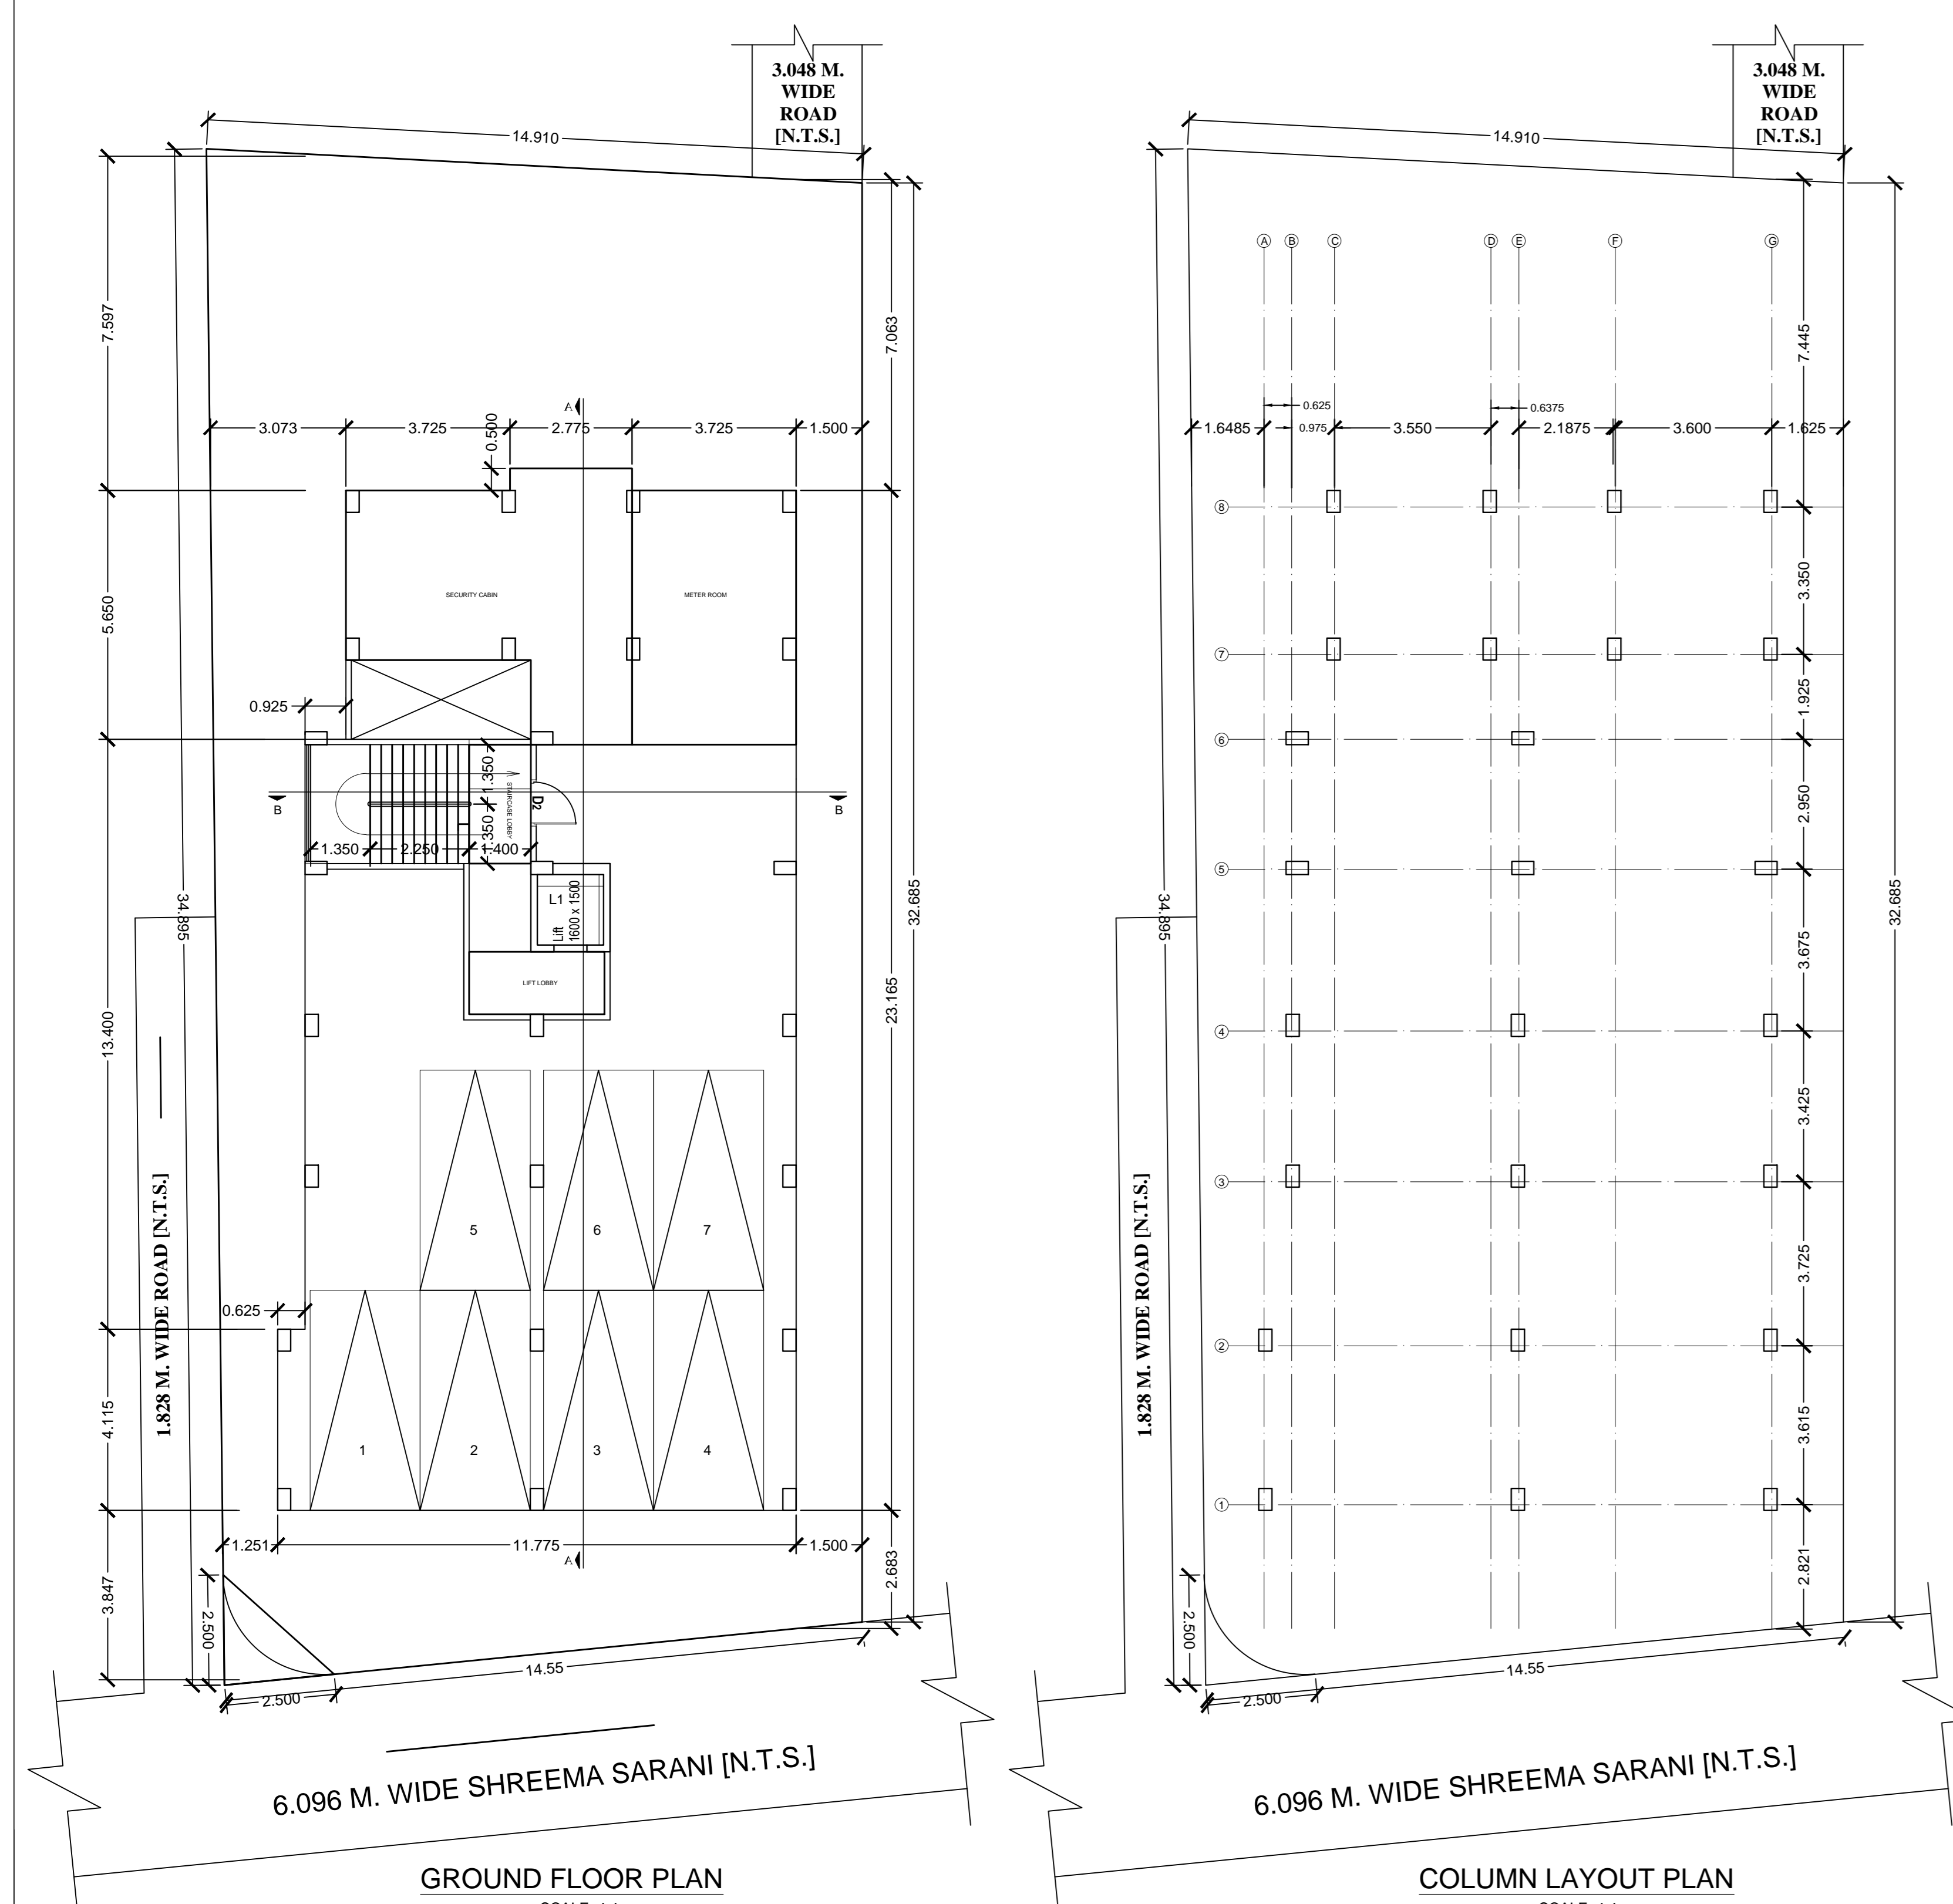 3.048 M.
WIDE
ROAD
[N.T.S.]
14.910
7.597
7.063
3.073
3.725
0.500
2.775
3.725
1.500
A
SECURITY CABIN
METER ROOM
5.650
0.925
1.350
STAIRCASE LOBBY
D2
B
B
1.350
1.350
2.250
1.400
L1
Lift
1600 x 1500
LIFT LOBBY
34.895
32.685
23.165
13.400
1.828 M. WIDE ROAD [N.T.S.]
5
6
7
0.625
4.115
1
2
3
4
1.251
11.775
1.500
A
3.847
2.683
2.500
2.500
14.55
6.096 M. WIDE SHREEMA SARANI [N.T.S.]
GROUND FLOOR PLAN
3.048 M.
WIDE
ROAD
[N.T.S.]
14.910
A
B
C
D
E
F
G
7.445
0.625
0.6375
1.6485
0.975
3.550
2.1875
3.600
1.625
8
3.350
7
1.925
6
2.950
5
34.895
32.685
3.675
4
3.425
3
1.828 M. WIDE ROAD [N.T.S.]
3.725
2
3.615
1
2.821
2.500
2.500
14.55
6.096 M. WIDE SHREEMA SARANI [N.T.S.]
COLUMN LAYOUT PLAN